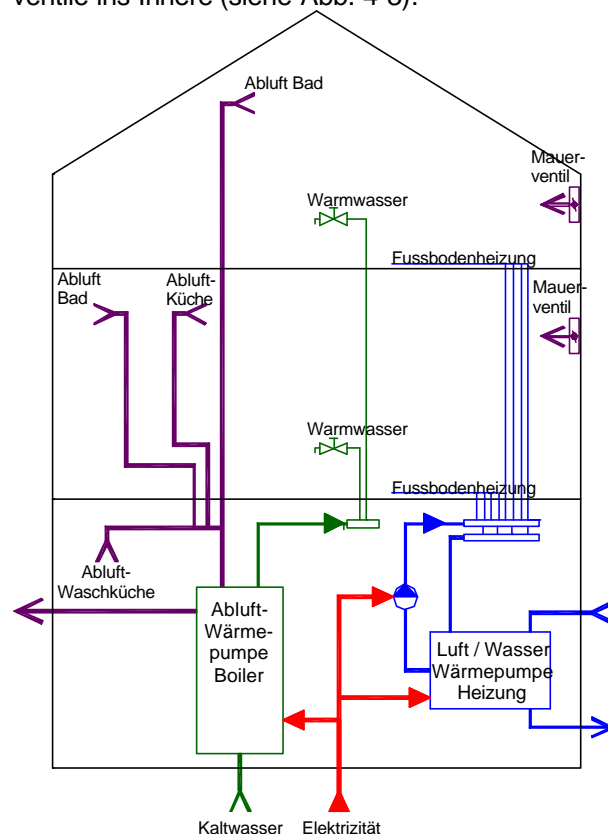 ventile ins Innere (siehe Abb. 4-3).
Abluft Bad
Mauer-
ventil
Warmwasser
Fussbodenheizung
Abluft
Bad
Abluft-
Küche
Mauer-
ventil
Warmwasser
Fussbodenheizung
Abluft-
Waschküche
Abluft-
Wärme-
pumpe
Boiler
Luft / Wasser
Wärmepumpe
Heizung
Kaltwasser
Elektrizität